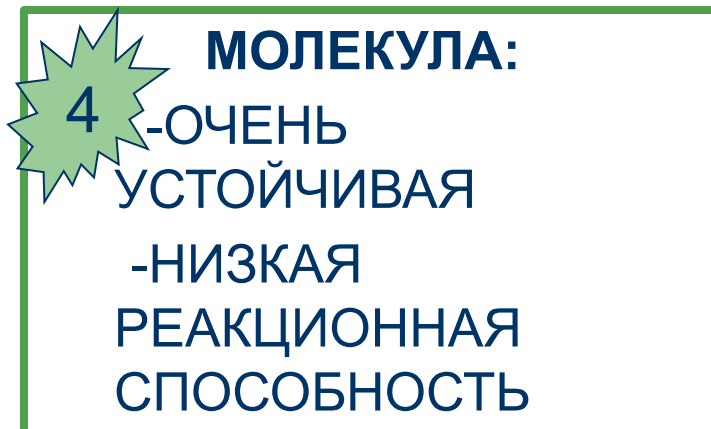 МОЛЕКУЛА:
4
-ОЧЕНЬ
УСТОЙЧИВАЯ
-НИЗКАЯ
РЕАКЦИОННАЯ
СПОСОБНОСТЬ